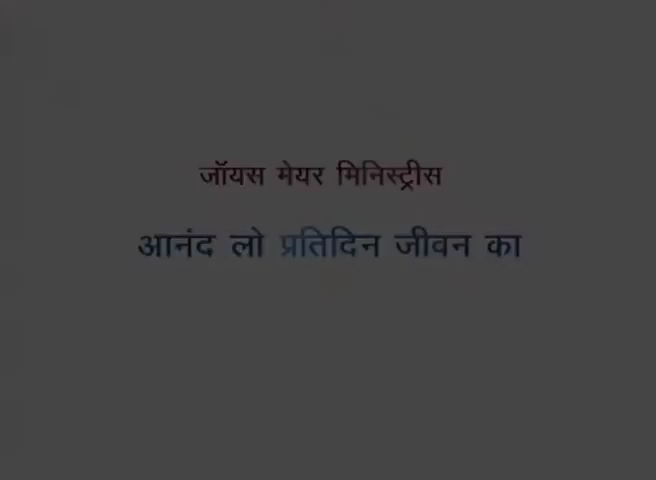 जॉयस मेयर मिनिस्ट्रीस
आनंद लो प्रतिदिन जीवन का